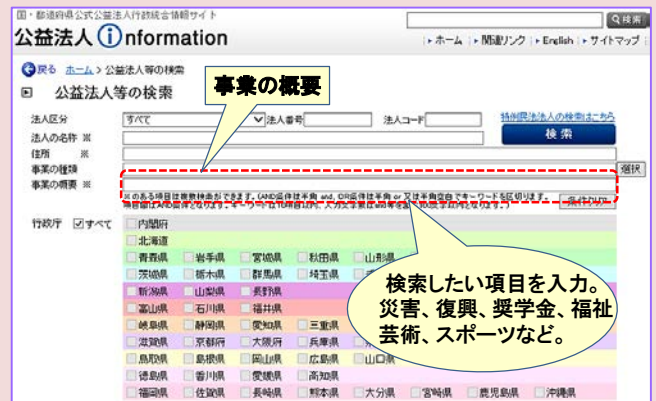 国・都道府県公式公益法人行政総合情報サイト
公益法人 information
検索
ホーム 関連リンク English サイトマップ
戻る ホーム > 公益法人等の検索
公益法人等の検索
事業の概要
法人区分 すべて 法人番号 法人コード 特例民法法人の検索はこちら
法人の名称 ※ 検索
住所 ※
事業の種類 選択
事業の概要 ※
※のある項目は複数検索ができます。(AND条件は半角 and、OR条件は半角 or 又は半角空白でキーワードを区切ります。
条件クリア
行政庁 すべて 内閣府
北海道
青森県 岩手県 宮城県 秋田県 山形県
茨城県 栃木県 群馬県 埼玉県
新潟県 山梨県 長野県
富山県 石川県 福井県
岐阜県 静岡県 愛知県 三重県
滋賀県 京都府 大阪府 兵庫県
鳥取県 島根県 岡山県 広島県 山口県
徳島県 香川県 愛媛県 高知県
福岡県 佐賀県 長崎県 熊本県 大分県 宮崎県 鹿児島県 沖縄県
検索したい項目を入力。
災害、復興、奨学金、福祉
芸術、スポーツなど。